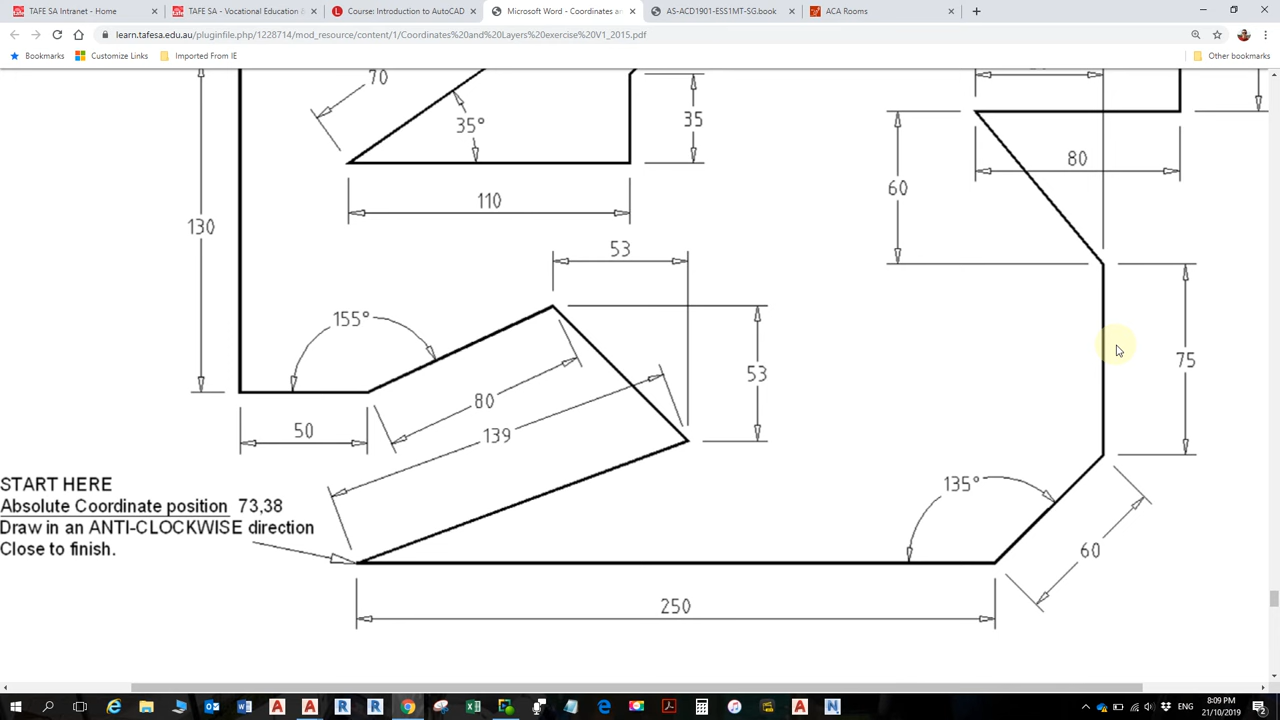 TAFE SA Intranet - Home
TAFE SA - Vocational Education &
Course: Introduction to AutoCAD
Microsoft Word - Coordinates an
AS-ACD1901-ESS1MT-SG.book
ACA Rooms
learn.tafesa.edu.au/pluginfile.php/1228714/mod_resource/content/1/Coordinates%20and%20Layers%20exercise%20V1_2015.pdf
Bookmarks
Customize Links
Imported From IE
Other bookmarks
70
35°
35
110
80
60
130
53
155°
53
75
80
139
50
START HERE
Absolute Coordinate position 73,38
Draw in an ANTI-CLOCKWISE direction
Close to finish.
135°
60
250
ENG
8:09 PM
21/10/2019